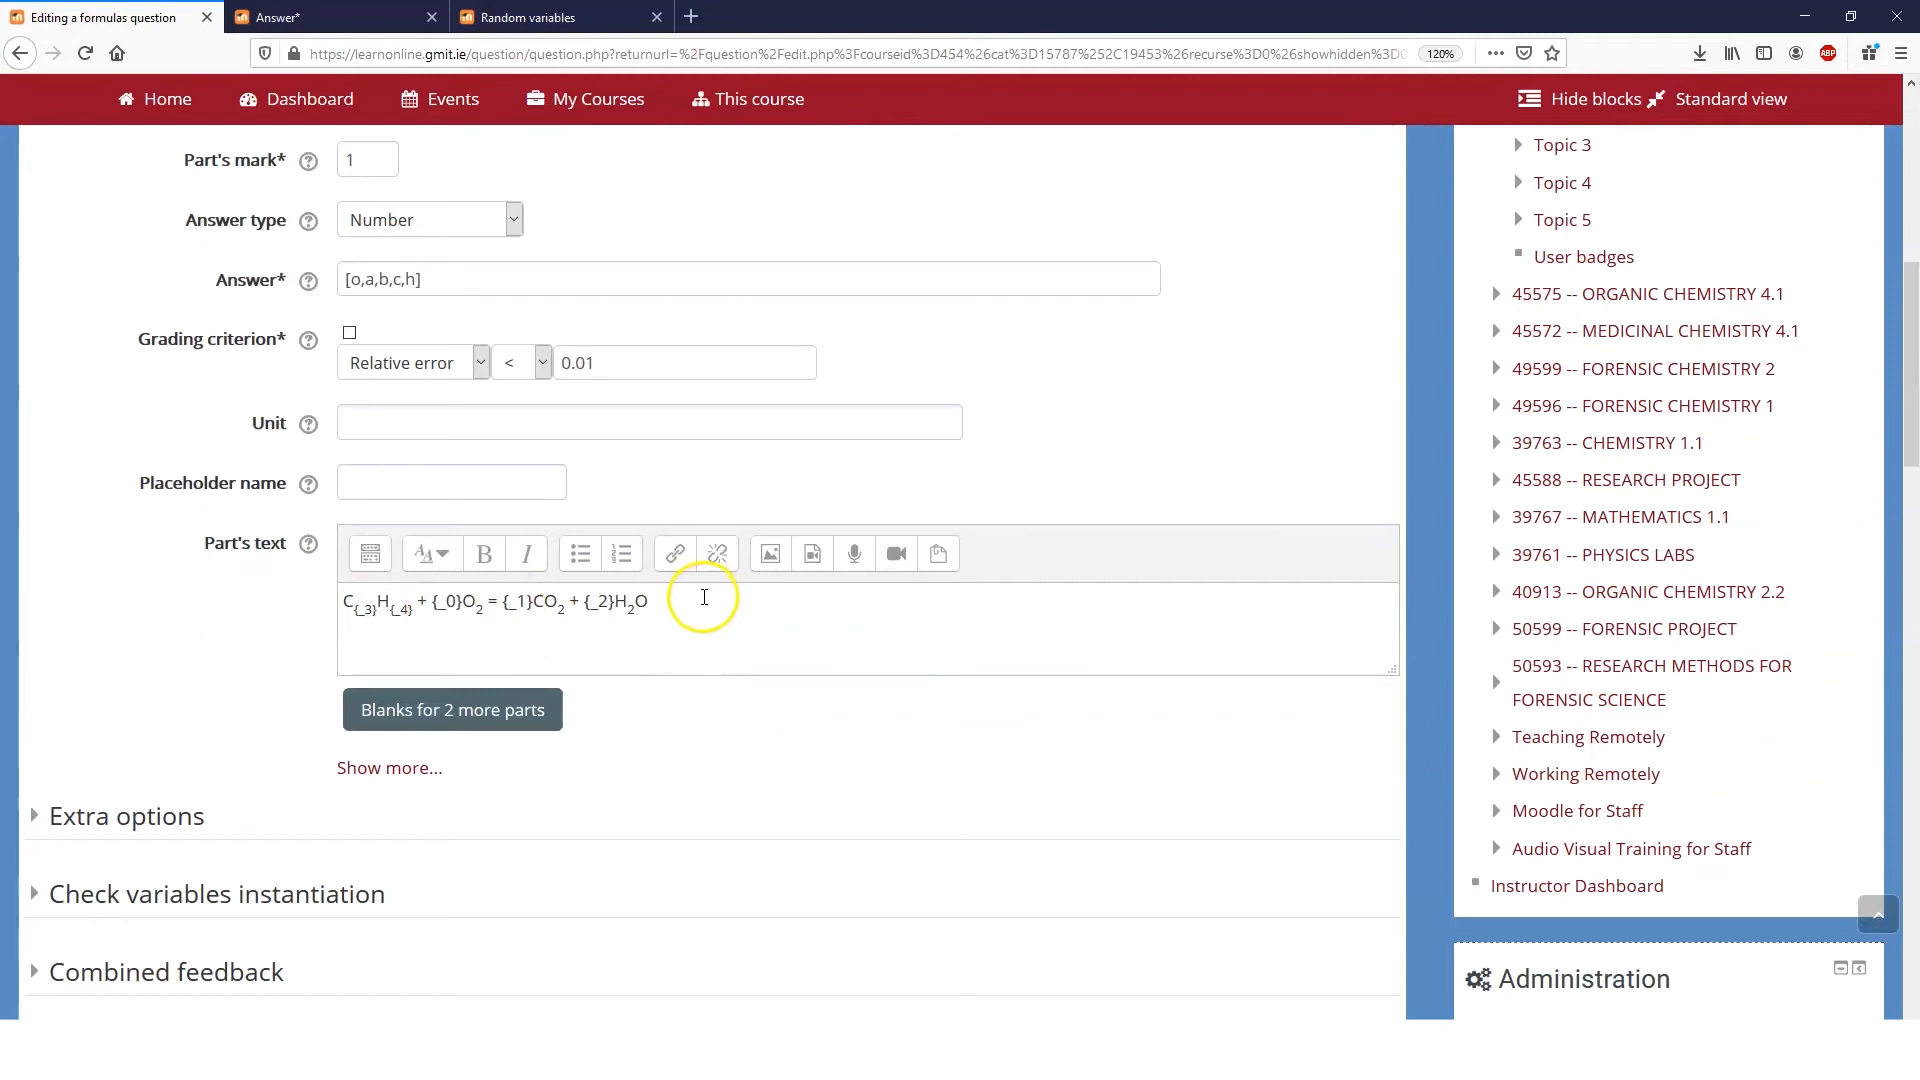 Editing a formulas question
Answer*
Random variables
https://learnonline.gmit.ie/question/question.php?returnurl=%2Fquestion%2Fedit.php%3Fcourseid%3D454%26cat%3D15787%252C19453%26recurse%3D0%26showhidden%3D0
120%
ABP
Home
Dashboard
Events
My Courses
This course
Hide blocks
Standard view
Part's mark*
1
Answer type
Number
Answer*
[o,a,b,c,h]
Grading criterion*
Relative error
<
0.01
Unit
Placeholder name
Part's text
C{_3}H{_4} + {_0}O2 = {_1}CO2 + {_2}H2O
Blanks for 2 more parts
Show more...
Extra options
Check variables instantiation
Combined feedback
Topic 3
Topic 4
Topic 5
User badges
45575 -- ORGANIC CHEMISTRY 4.1
45572 -- MEDICINAL CHEMISTRY 4.1
49599 -- FORENSIC CHEMISTRY 2
49596 -- FORENSIC CHEMISTRY 1
39763 -- CHEMISTRY 1.1
45588 -- RESEARCH PROJECT
39767 -- MATHEMATICS 1.1
39761 -- PHYSICS LABS
40913 -- ORGANIC CHEMISTRY 2.2
50599 -- FORENSIC PROJECT
50593 -- RESEARCH METHODS FOR
FORENSIC SCIENCE
Teaching Remotely
Working Remotely
Moodle for Staff
Audio Visual Training for Staff
Instructor Dashboard
Administration